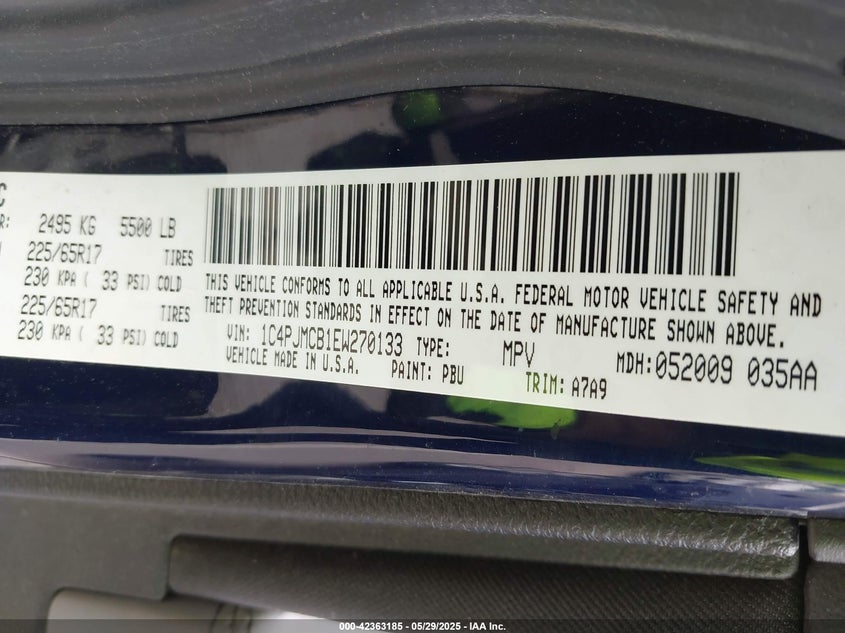 C
R: 2495 KG 5500 LB
225/65R17 TIRES
230 KPA ( 33 PSI) COLD
225/65R17 TIRES
230 KPA ( 33 PSI) COLD
THIS VEHICLE CONFORMS TO ALL APPLICABLE U.S.A. FEDERAL MOTOR VEHICLE SAFETY AND
THEFT PREVENTION STANDARDS IN EFFECT ON THE DATE OF MANUFACTURE SHOWN ABOVE.
VIN: 1C4PJMCB1EW270133 TYPE: MPV MDH: 052009 035AA
VEHICLE MADE IN U.S.A. PAINT: PBU TRIM: A7A9
000-42363185 - 05/29/2025 - IAA Inc.